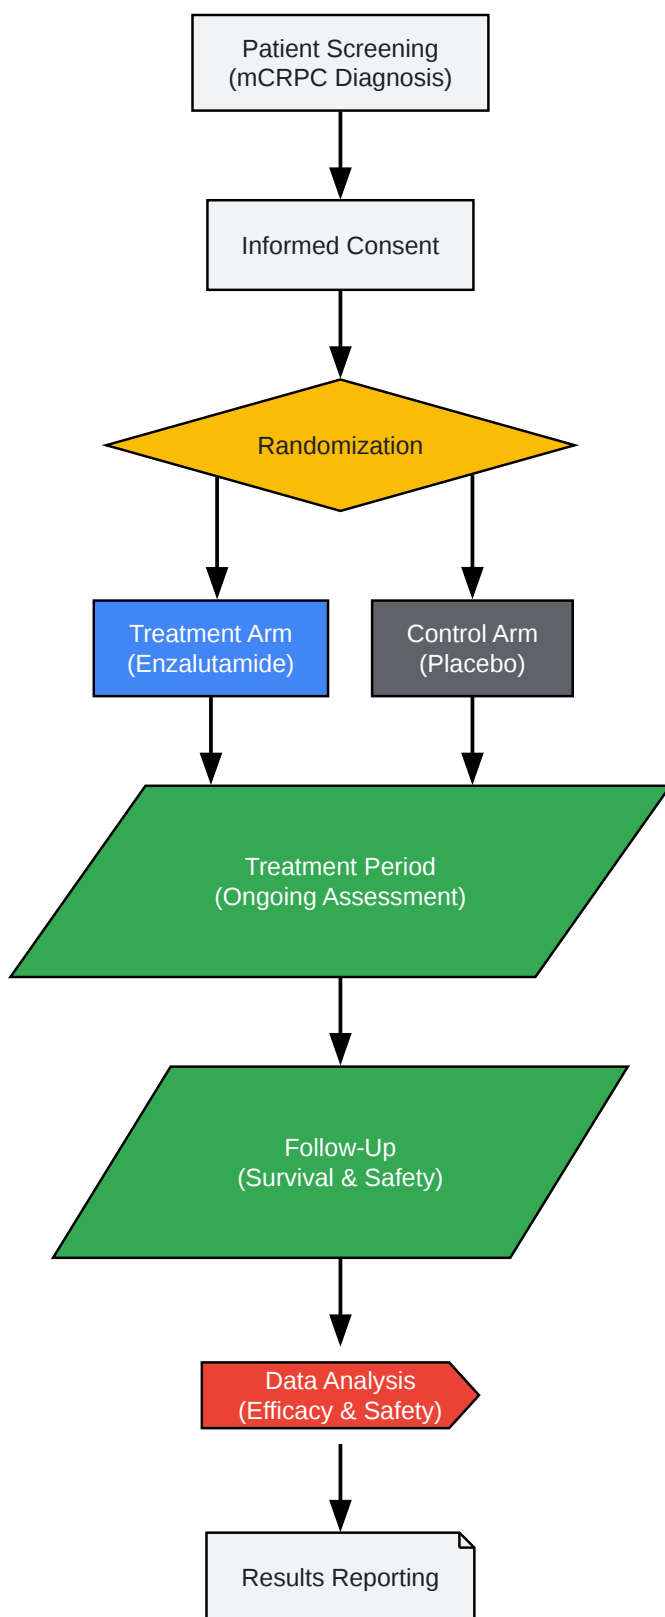 Patient Screening
(mCRPC Diagnosis)
Informed Consent
Randomization
Treatment Arm
(Enzalutamide)
Control Arm
(Placebo)
Treatment Period
(Ongoing Assessment)
Follow-Up
(Survival & Safety)
Data Analysis
(Efficacy & Safety)
Results Reporting